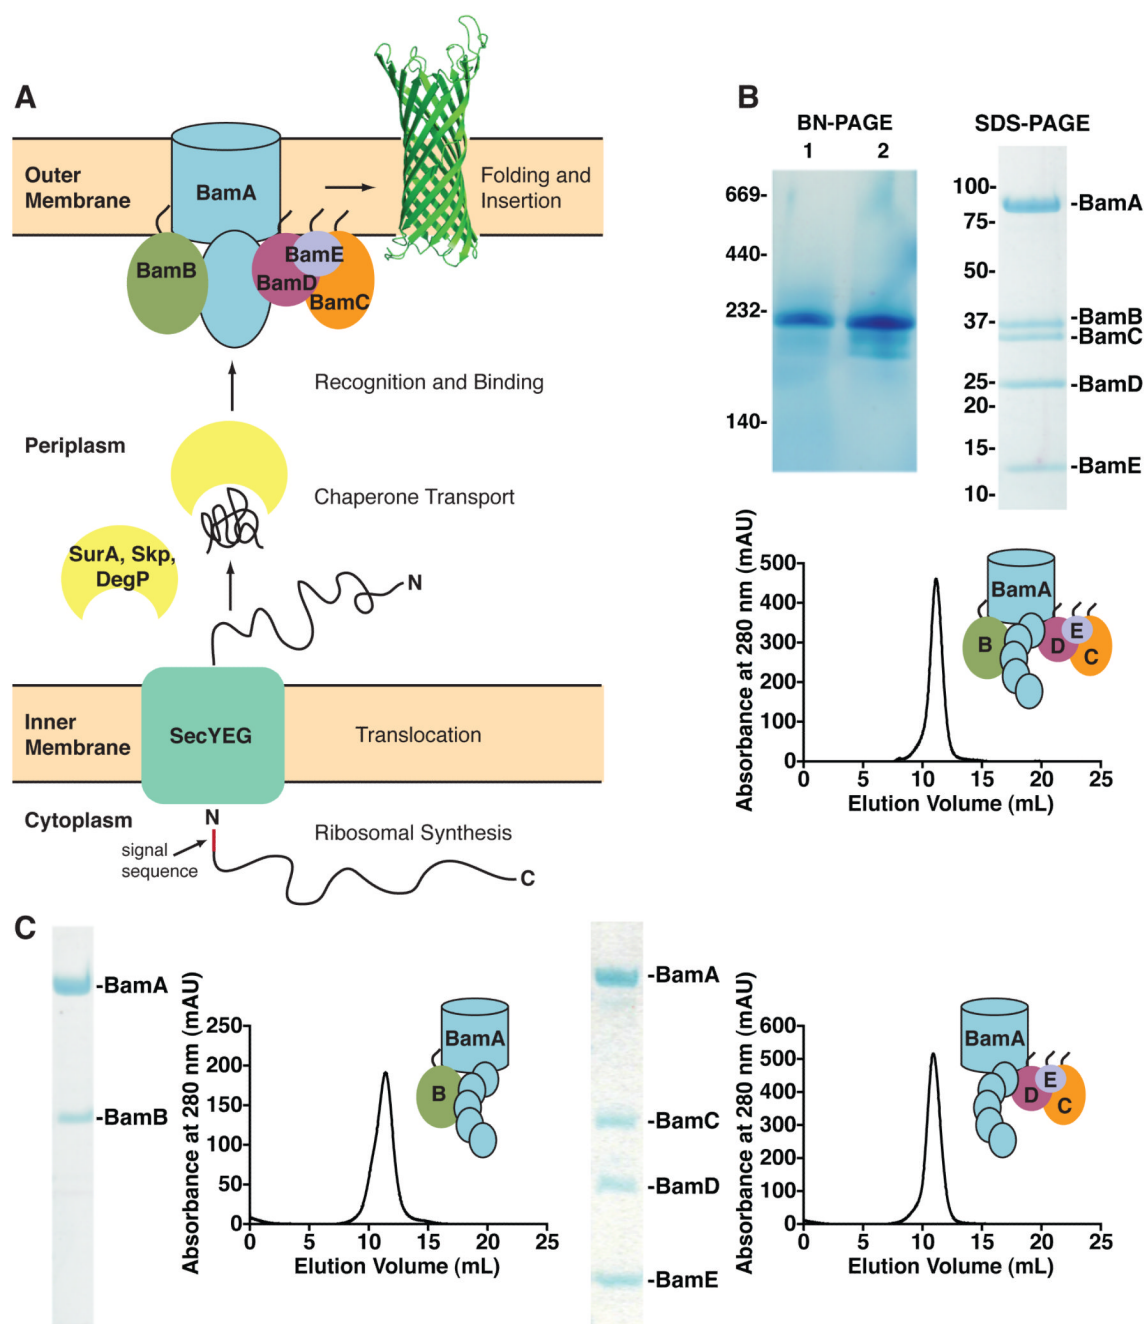 A
Outer
Membrane
BamA
BamB
BamE
BamD
BamC
Folding and
Insertion
Recognition and Binding
Periplasm
Chaperone Transport
SurA, Skp,
DegP
N
Inner
Membrane
SecYEG
Translocation
Cytoplasm
N
signal
sequence
Ribosomal Synthesis
C
B
BN-PAGE
1 2
669-
440-
232-
140-
SDS-PAGE
100-
75-
50-
37-
25-
20-
15-
10-
-BamA
-BamB
-BamC
-BamD
-BamE
Absorbance at 280 nm (mAU)
500
400
300
200
100
0
0 5 10 15 20 25
Elution Volume (mL)
BamA
B
D
E
C
C
-BamA
-BamB
Absorbance at 280 nm (mAU)
250
200
150
100
50
0
0 5 10 15 20 25
Elution Volume (mL)
BamA
B
-BamA
-BamC
-BamD
-BamE
Absorbance at 280 nm (mAU)
600
500
400
300
200
100
0
0 5 10 15 20 25
Elution Volume (mL)
BamA
D
E
C